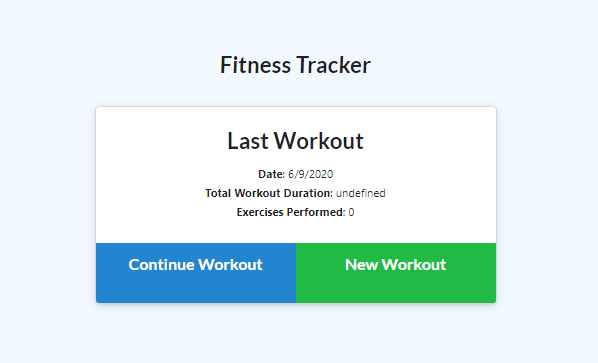 Fitness Tracker
Last Workout
Date: 6/9/2020
Total Workout Duration: undefined
Exercises Performed: 0
Continue Workout New Workout